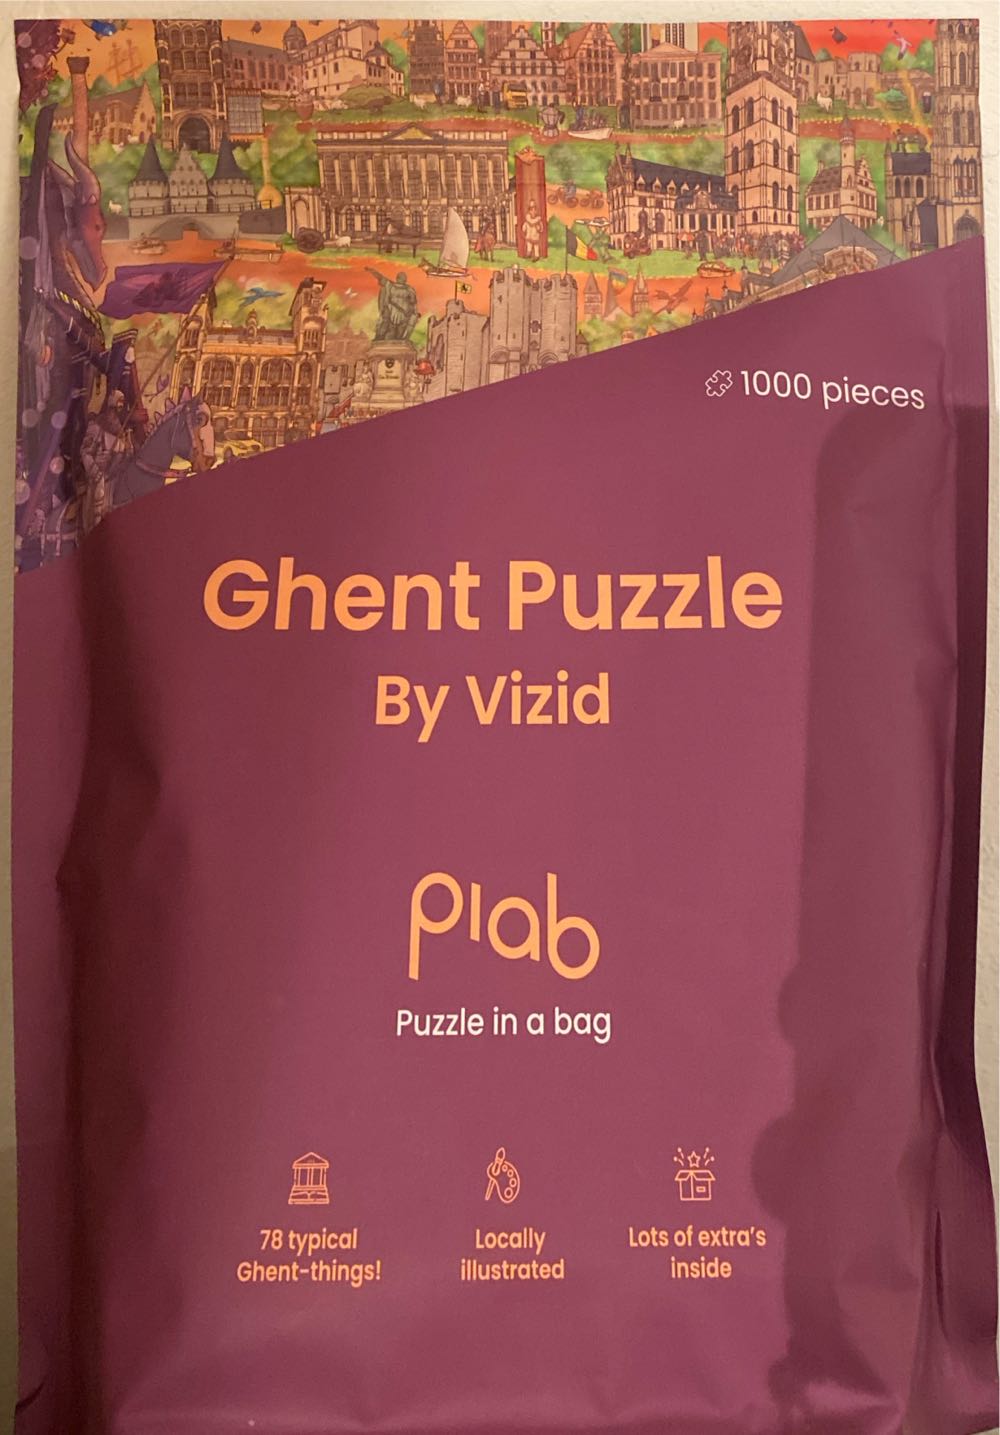 1000 pieces
Ghent Puzzle
By Vizid
plab
Puzzle in a bag
78 typical
Ghent-things!
Locally
illustrated
Lots of extra's
inside